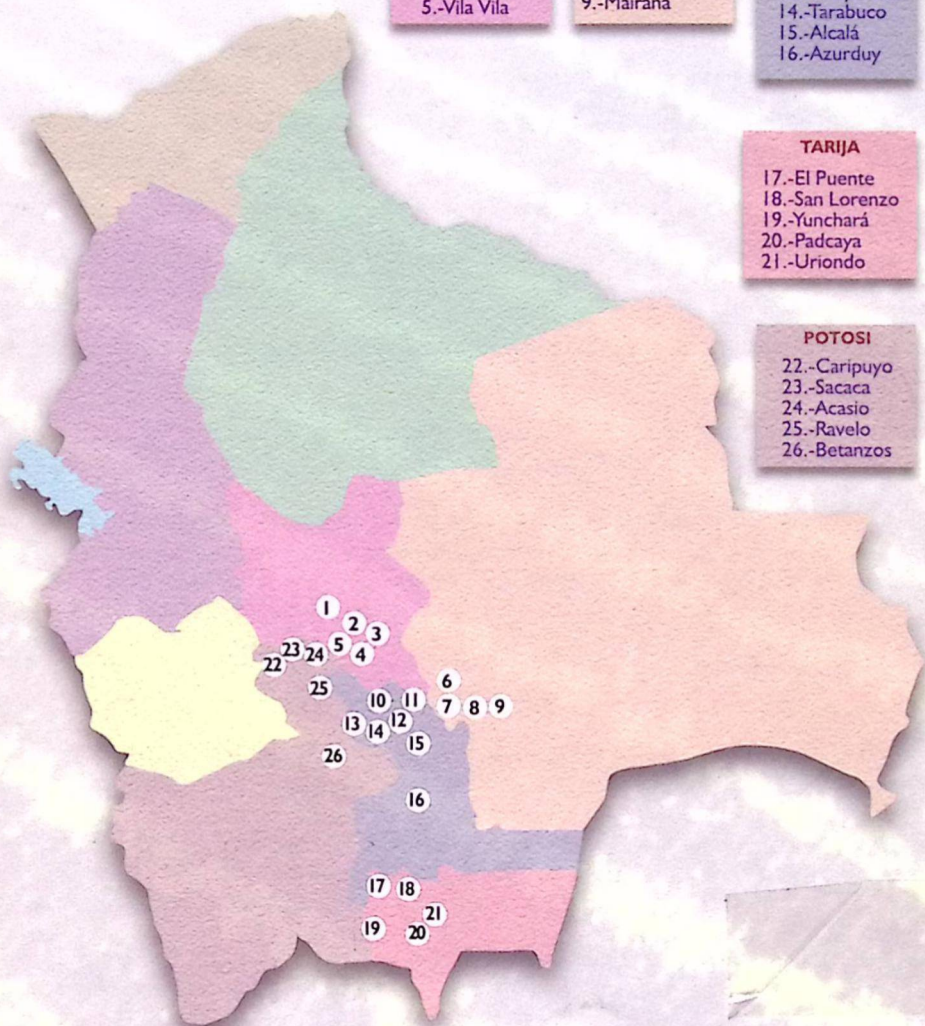 5.-Vila Vila
9.-Mairana
14.-Tarabuco
15.-Alcalá
16.-Azurduy
TARIJA
17.-El Puente
18.-San Lorenzo
19.-Yunchará
20.-Padcaya
21.-Uriondo
POTOSI
22.-Caripuyo
23.-Sacaca
24.-Acasio
25.-Ravelo
26.-Betanzos
1
2
3
5
4
23
24
22
6
25
10
11
7
8
9
13
14
12
15
26
16
17
18
21
19
20